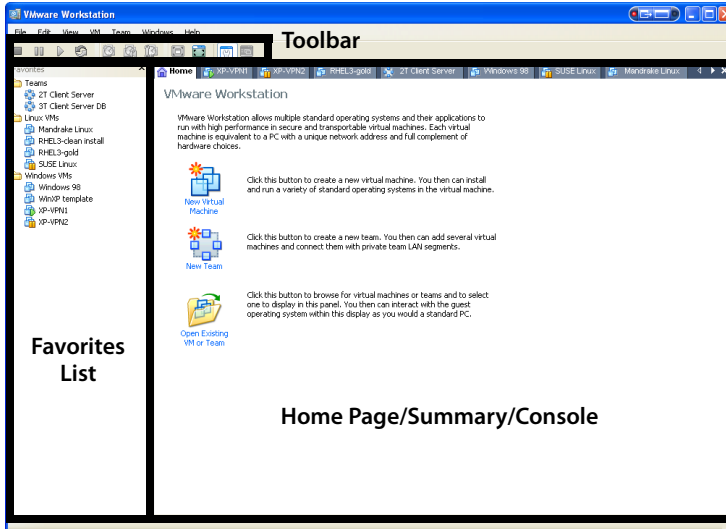 VMware Workstation
File Edit View VM Team Windows Help
Toolbar
Favorites
Teams
2T Client Server
3T Client Server DB
Linux VMs
Mandrake Linux
RHEL3-clean install
RHEL3-gold
SUSE Linux
Windows VMs
Windows 98
WinXP template
XP-VPN1
XP-VPN2
Favorites
List
Home XP-VPN1 XP-VPN2 RHEL3-gold 2T Client Server Windows 98 SUSE Linux Mandrake Linux
VMware Workstation
VMware Workstation allows multiple standard operating systems and their applications to
run with high performance in secure and transportable virtual machines. Each virtual
machine is equivalent to a PC with a unique network address and full complement of
hardware choices.
New Virtual
Machine
Click this button to create a new virtual machine. You then can install
and run a variety of standard operating systems in the virtual machine.
New Team
Click this button to create a new team. You then can add several virtual
machines and connect them with private team LAN segments.
Open Existing
VM or Team
Click this button to browse for virtual machines or teams and to select
one to display in this panel. You then can interact with the guest
operating system within this display as you would a standard PC.
Home Page/Summary/Console